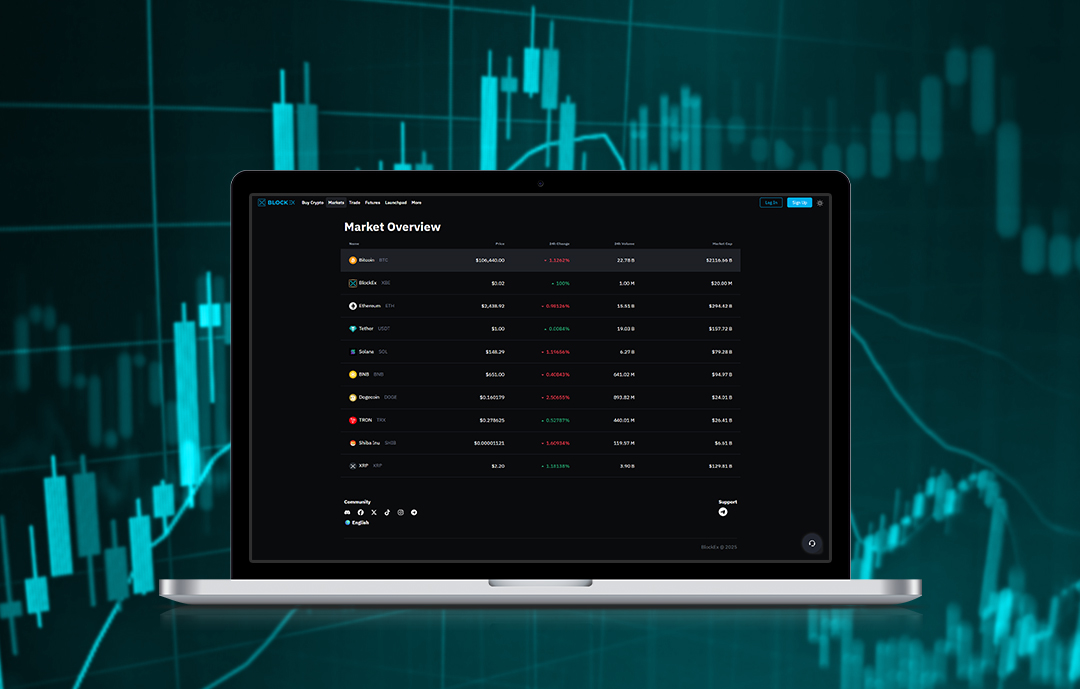 BLOCKEX Buy Crypto Markets Trade Futures Launchpad More Log In Sign Up
Market Overview
Name Price 24h Change 24h Volume Market Cap
Bitcoin BTC $106,440.00 1.1262% 22.78 B $2116.66 B
BlockEx XBE $0.02 + 100% 1.00 M $20.00 M
Ethereum ETH $2,438.92 0.98126% 15.51 B $294.42 B
Tether USDT $1.00 + 0.0084% 19.03 B $157.72 B
Solana SOL $148.29 1.19656% 6.27 B $79.28 B
BNB BNB $651.00 0.40843% 641.02 M $94.97 B
Dogecoin DOGE $0.160179 2.50655% 893.82 M $24.01 B
TRON TRX $0.278625 + 0.52787% 440.01 M $26.41 B
Shiba Inu SHIB $0.00001121 1.60934% 119.57 M $6.61 B
XRP XRP $2.20 + 1.18138% 3.90 B $129.81 B
Community Support
English
BlockEx © 2025